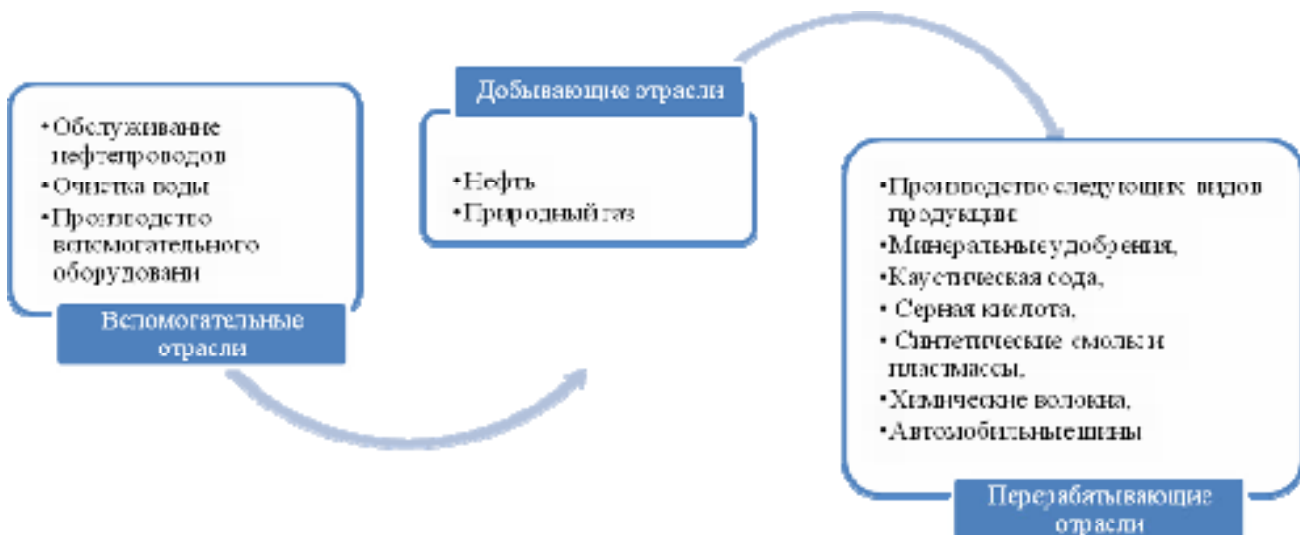 •Обслуживание
нефтепроводов
•Очистка воды
•Производство
вспомогательного
оборудовани
Вспомогательные
отрасли
Добывающие отрасли
•Нефть
•Природный газ
•Производство следующих видов
продукции
•Минеральные удобрения,
•Каустическая сода,
• Серная кислота,
• Синтетические смолы и
пластмассы,
•Химические волокна,
•Автомобильные шины
Перерабатывающие
отрасли